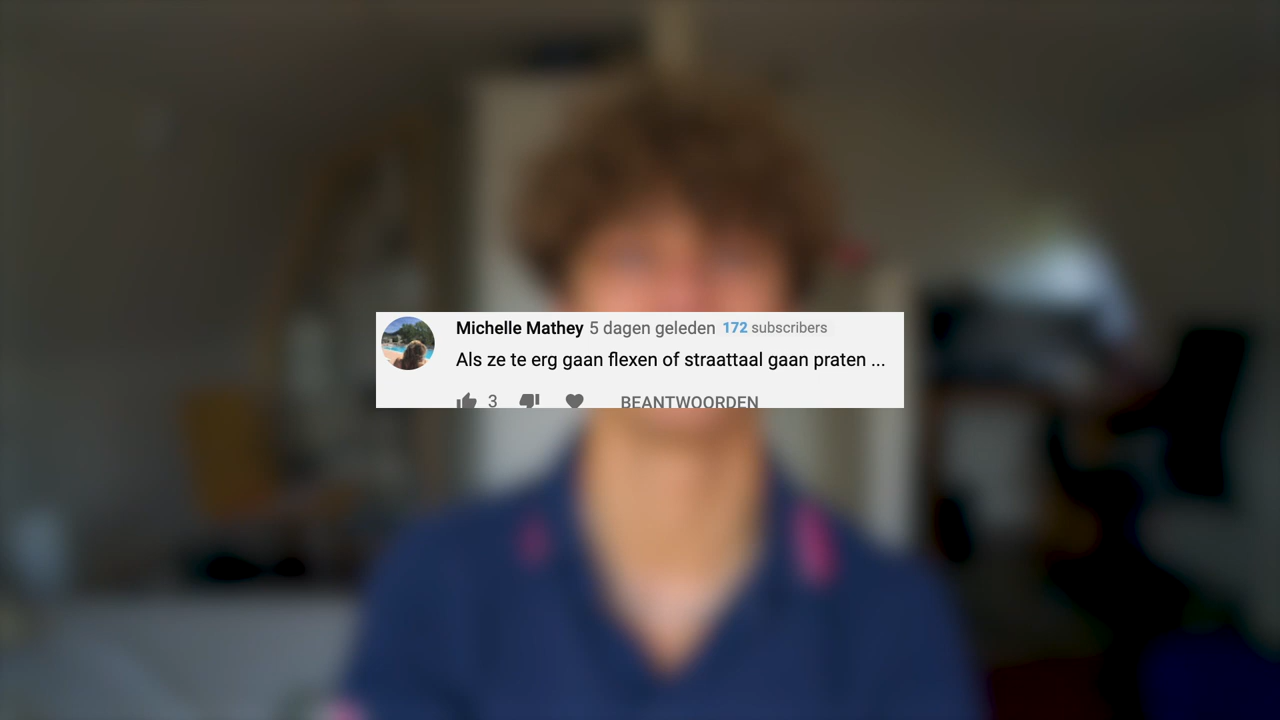 Michelle Mathey 5 dagen geleden 172 subscribers
Als ze te erg gaan flexen of straattaal gaan praten ...
3 BEANTWOORDEN